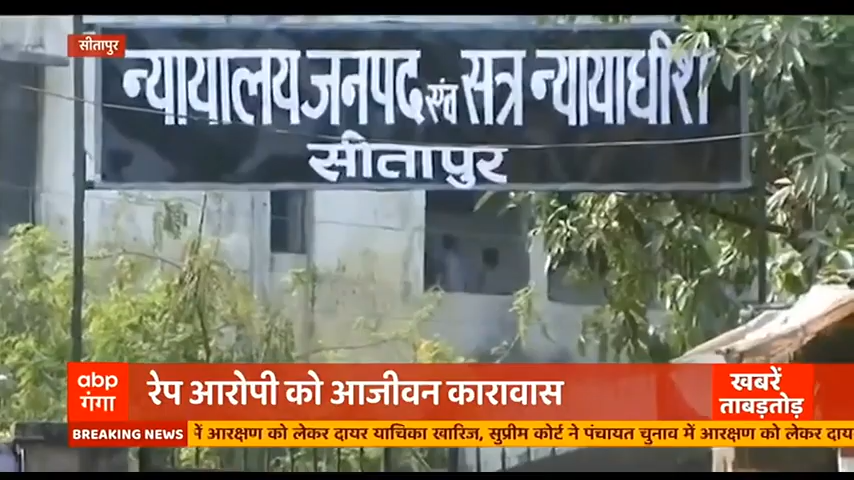 सीतापुर
न्यायालय जनपद एवं सत्र न्यायाधीश
सीतापुर
abp
गंगा
रेप आरोपी को आजीवन कारावास
खबरें
ताबड़तोड़
BREAKING NEWS
में आरक्षण को लेकर दायर याचिका खारिज, सुप्रीम कोर्ट ने पंचायत चुनाव में आरक्षण को लेकर दाय